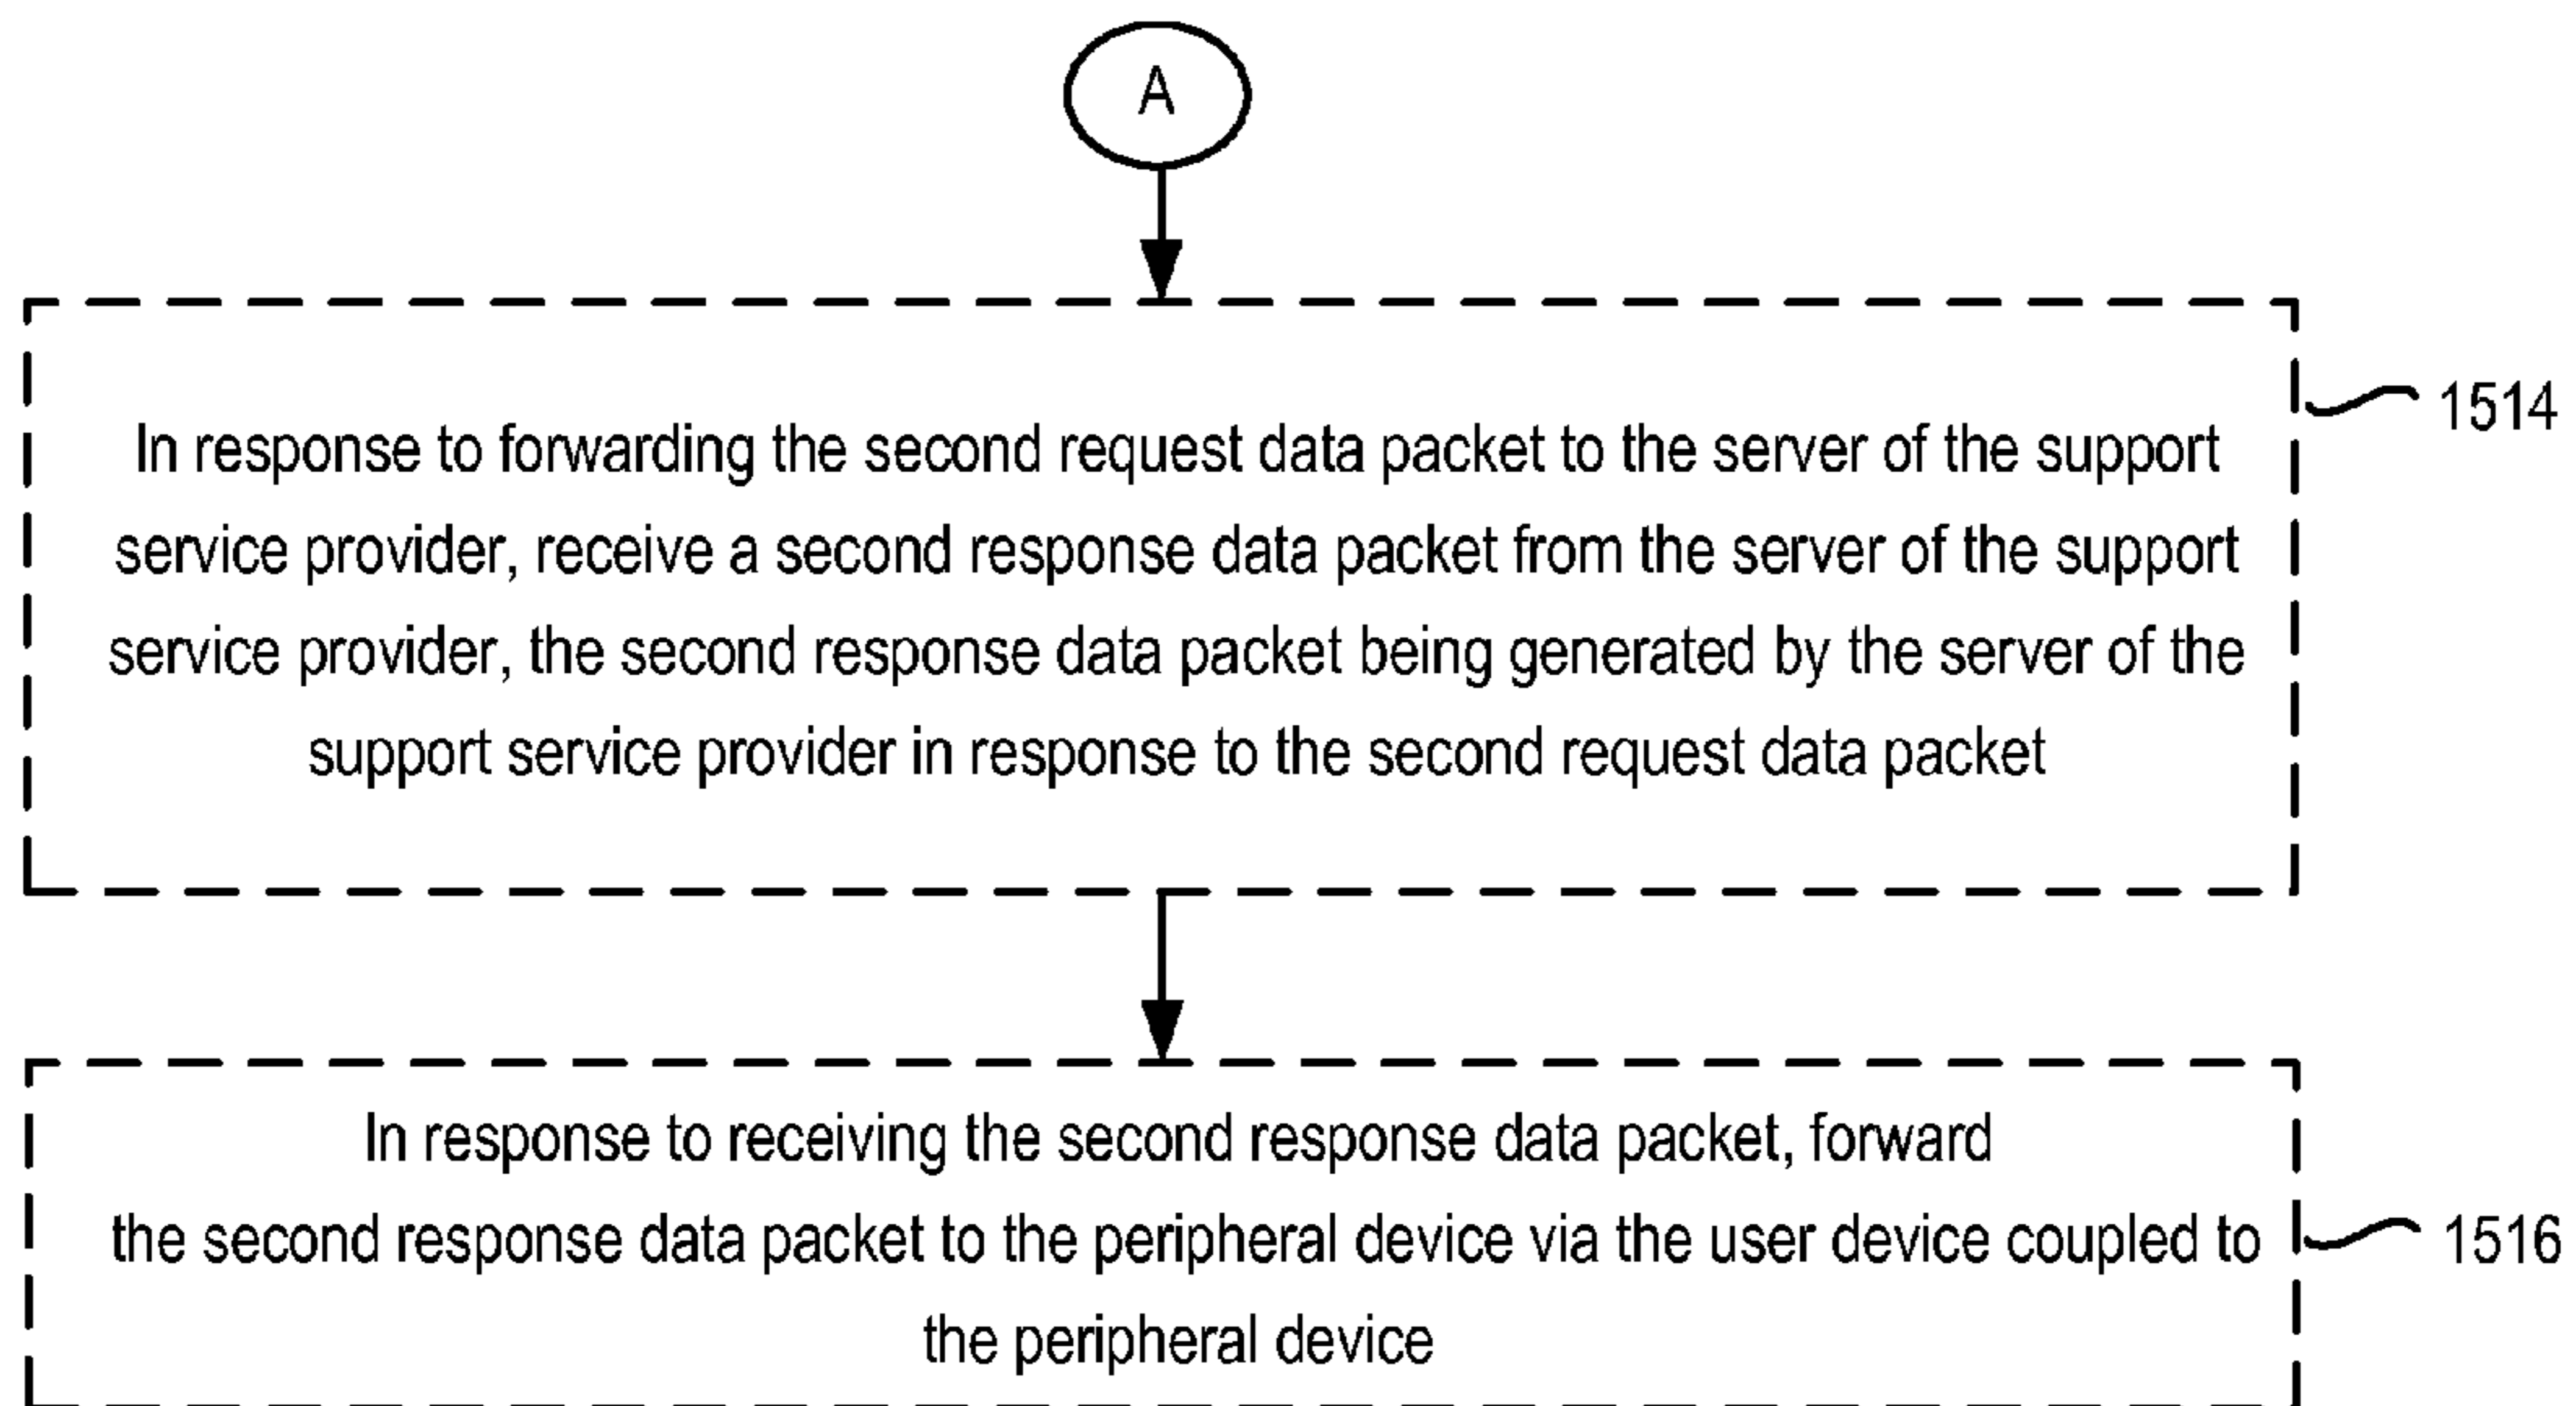 A
In response to forwarding the second request data packet to the server of the support
service provider, receive a second response data packet from the server of the support
service provider, the second response data packet being generated by the server of the
support service provider in response to the second request data packet
1514
In response to receiving the second response data packet, forward
the second response data packet to the peripheral device via the user device coupled to
the peripheral device
1516